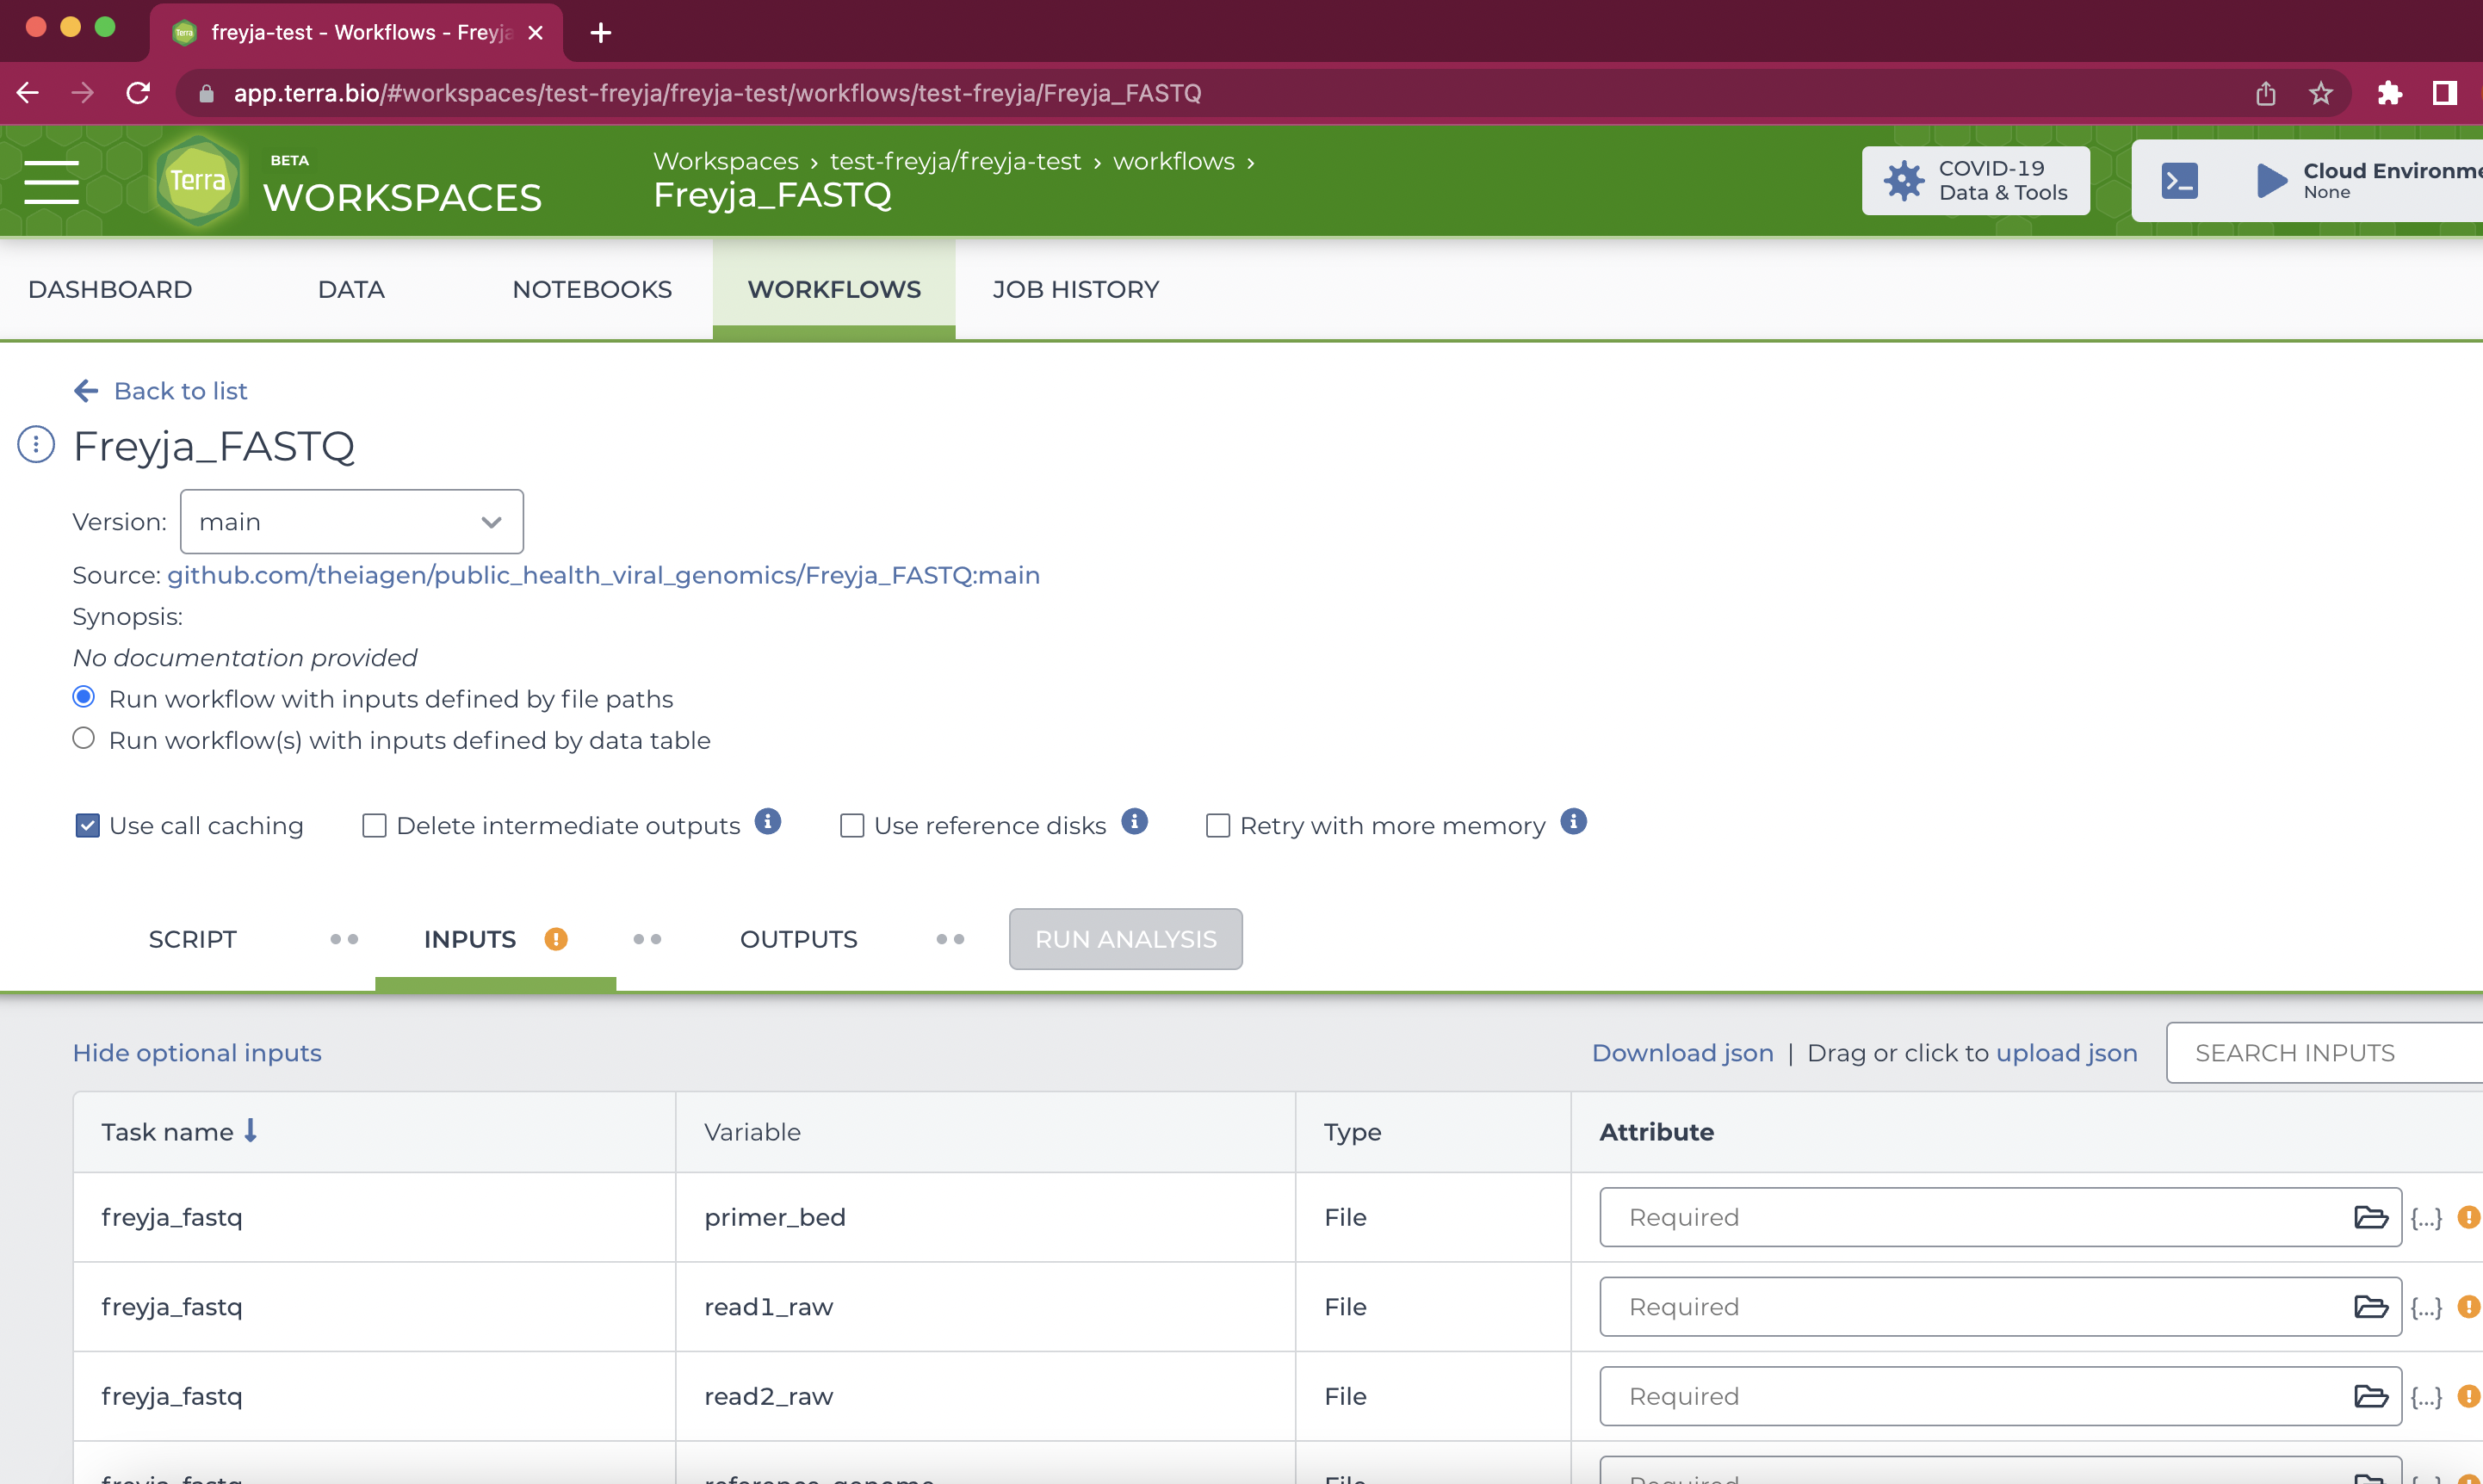 freyja-test - Workflows - Freyja
app.terra.bio/#workspaces/test-freyja/freyja-test/workflows/test-freyja/Freyja_FASTQ
Terra
BETA
WORKSPACES
Workspaces › test-freyja/freyja-test › workflows ›
Freyja_FASTQ
COVID-19
Data & Tools
Cloud Environme
None
DASHBOARD DATA NOTEBOOKS WORKFLOWS JOB HISTORY
Back to list
Freyja_FASTQ
Version: main
Source: github.com/theiagen/public_health_viral_genomics/Freyja_FASTQ:main
Synopsis:
No documentation provided
Run workflow with inputs defined by file paths
Run workflow(s) with inputs defined by data table
Use call caching Delete intermediate outputs Use reference disks Retry with more memory
SCRIPT INPUTS OUTPUTS RUN ANALYSIS
Hide optional inputs Download json | Drag or click to upload json SEARCH INPUTS
Task name Variable Type Attribute
freyja_fastq primer_bed File Required {...}
freyja_fastq read1_raw File Required {...}
freyja_fastq read2_raw File Required {...}
freyja_fastq reference_genome File Required